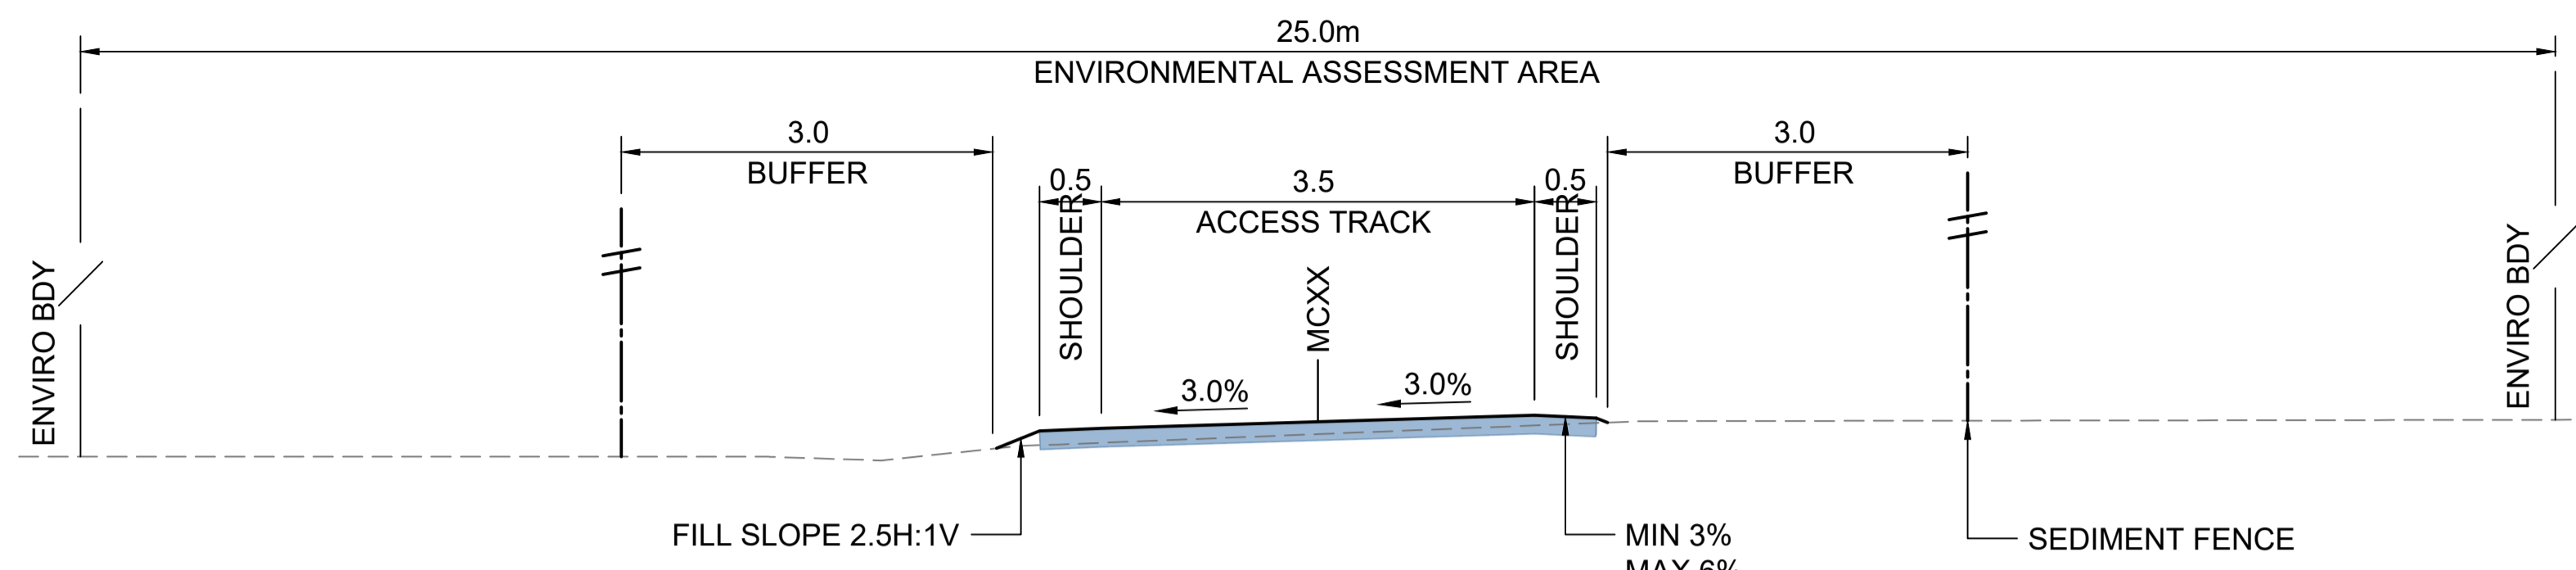 25.0m
ENVIRONMENTAL ASSESSMENT AREA
3.0
BUFFER
3.0
BUFFER
0.5
SHOULDER
3.5
ACCESS TRACK
0.5
SHOULDER
ENVIRO BDY
MCXX
ENVIRO BDY
3.0%
3.0%
FILL SLOPE 2.5H:1V
MIN 3%
MAX 6%
SEDIMENT FENCE